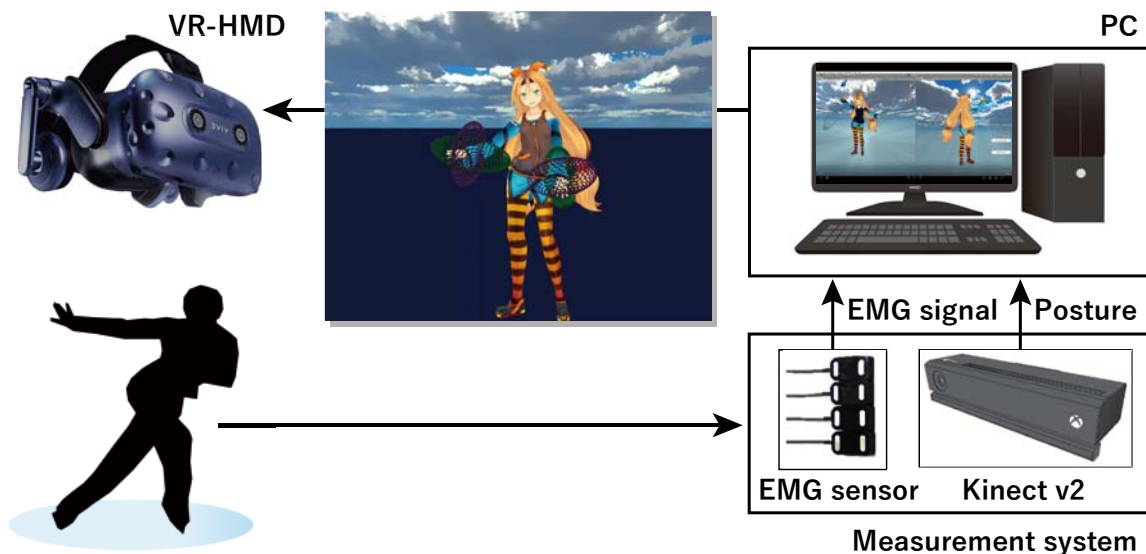 VR-HMD
PC
EMG signal
Posture
EMG sensor
Kinect v2
Measurement system